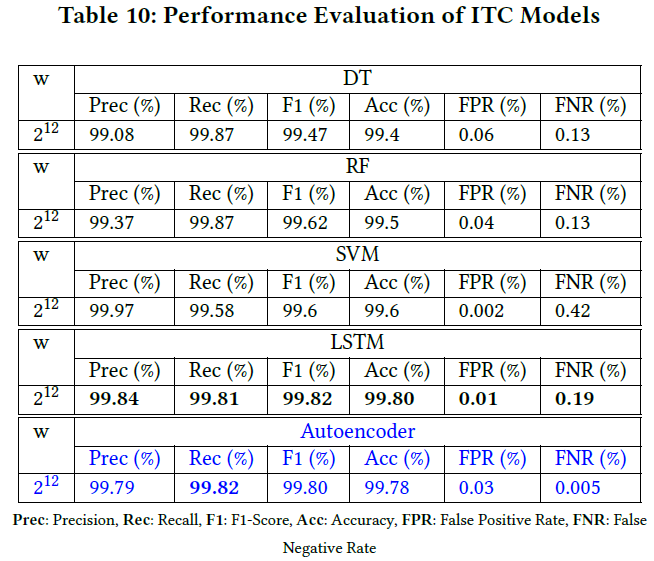 Table 10: Performance Evaluation of ITC Models
w DT
Prec (%) Rec (%) F1 (%) Acc (%) FPR (%) FNR (%)
2^12 99.08 99.87 99.47 99.4 0.06 0.13
w RF
Prec (%) Rec (%) F1 (%) Acc (%) FPR (%) FNR (%)
2^12 99.37 99.87 99.62 99.5 0.04 0.13
w SVM
Prec (%) Rec (%) F1 (%) Acc (%) FPR (%) FNR (%)
2^12 99.97 99.58 99.6 99.6 0.002 0.42
w LSTM
Prec (%) Rec (%) F1 (%) Acc (%) FPR (%) FNR (%)
2^12 99.84 99.81 99.82 99.80 0.01 0.19
w Autoencoder
Prec (%) Rec (%) F1 (%) Acc (%) FPR (%) FNR (%)
2^12 99.79 99.82 99.80 99.78 0.03 0.005
Prec: Precision, Rec: Recall, F1: F1-Score, Acc: Accuracy, FPR: False Positive Rate, FNR: False
Negative Rate